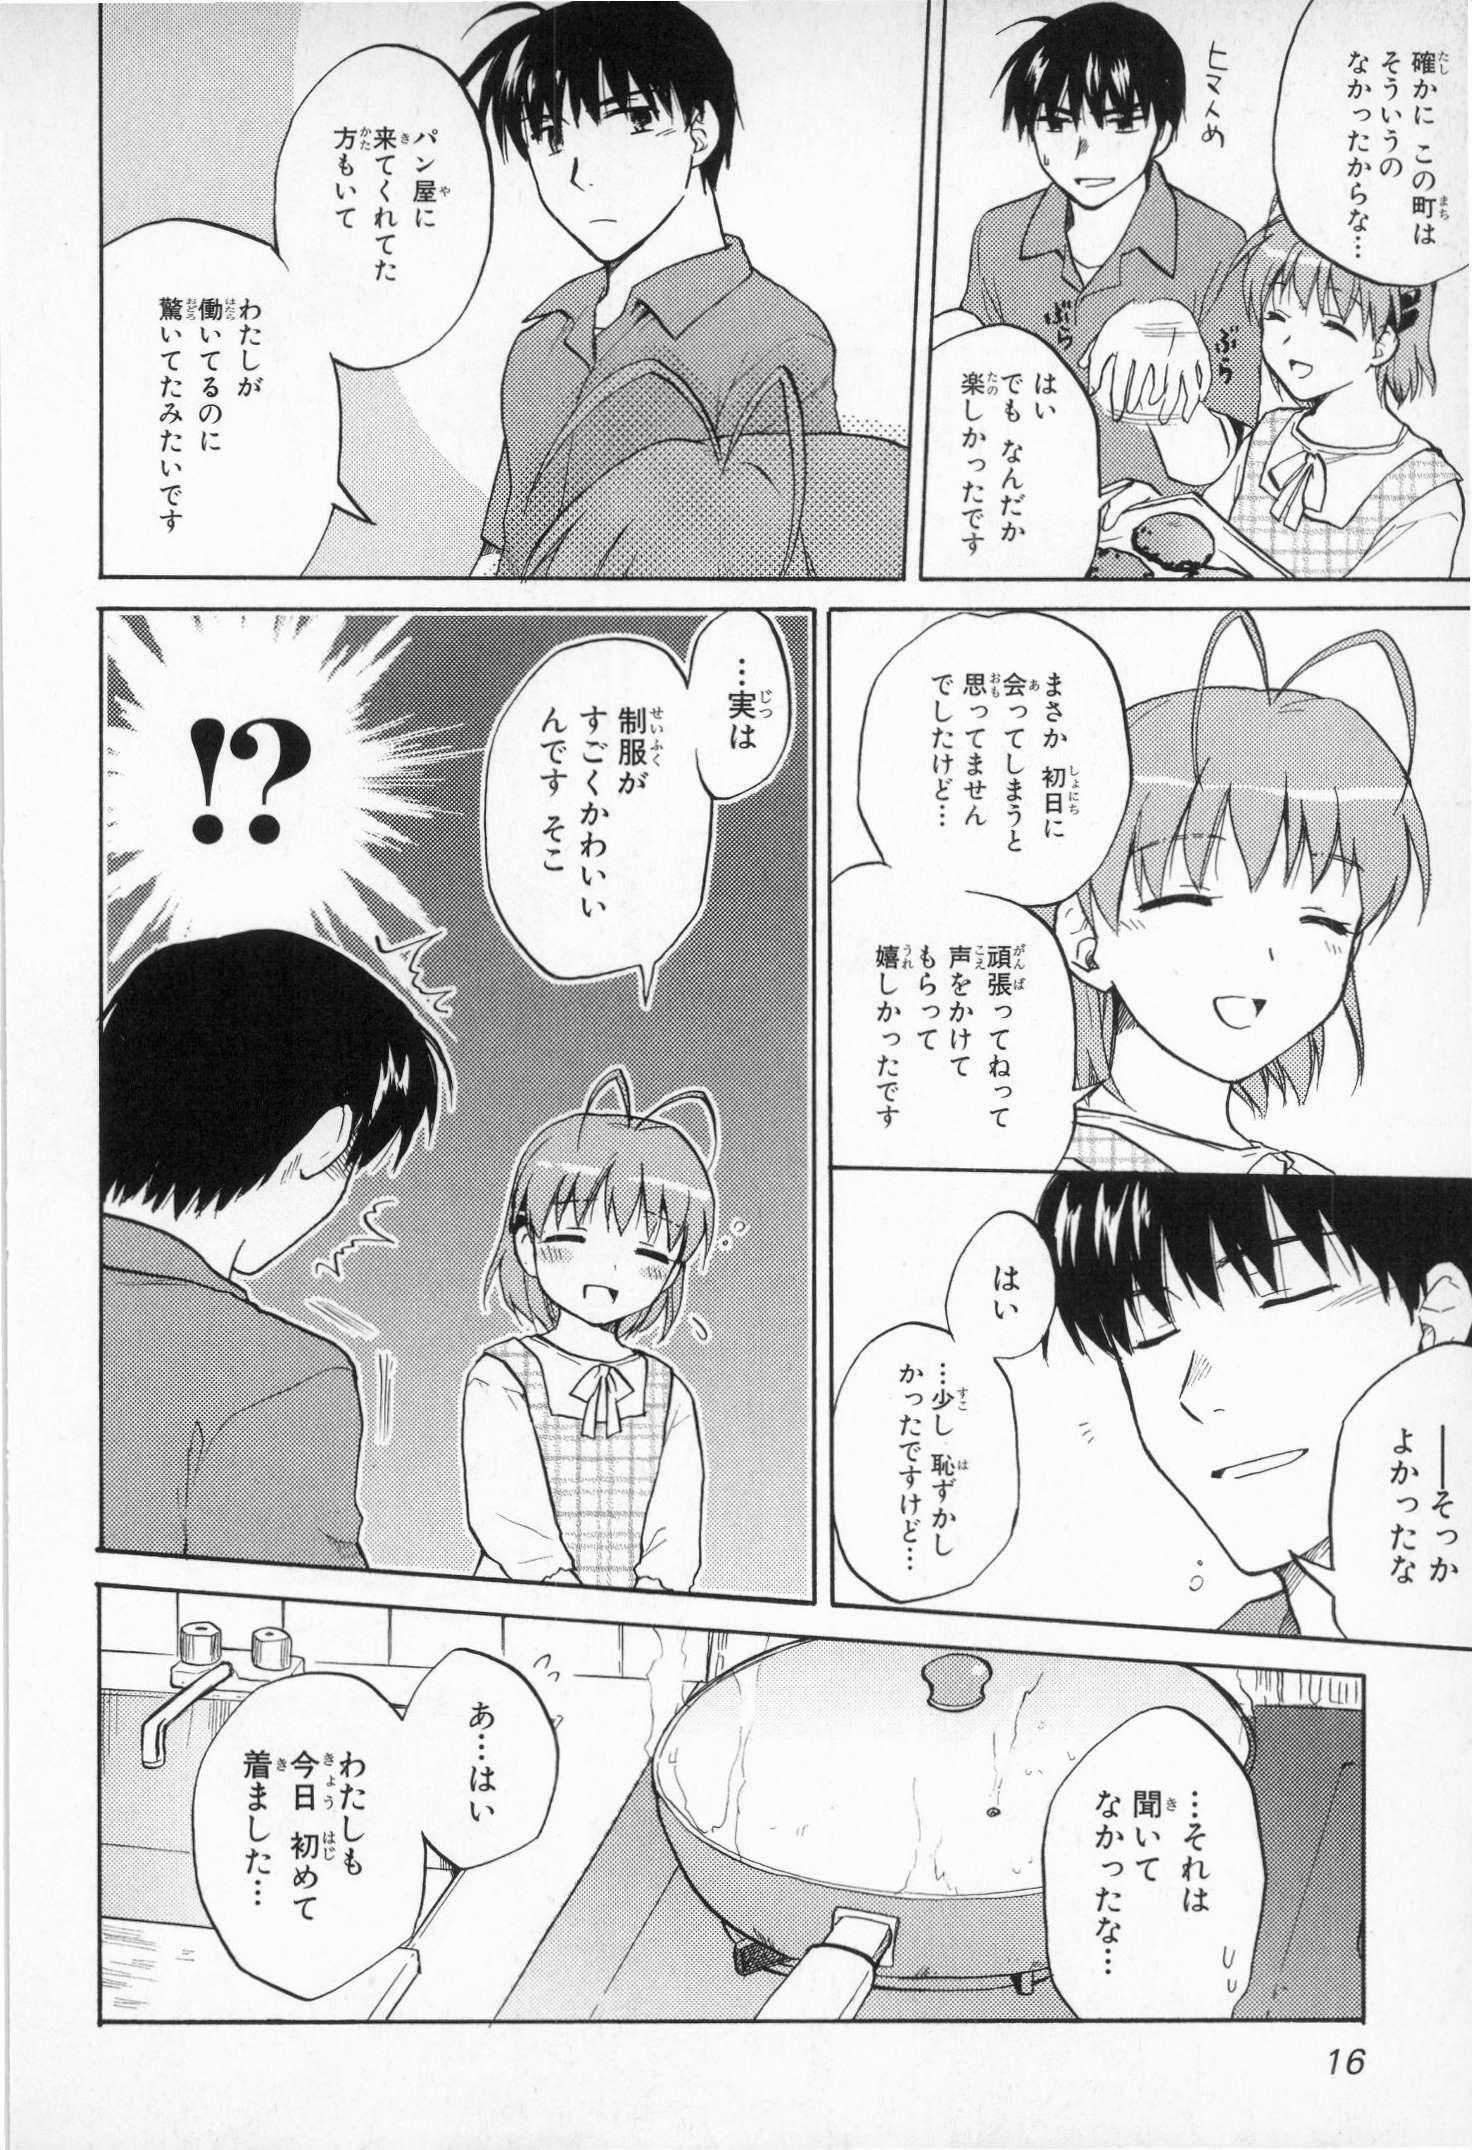 確かに この町は
そういうの
なかったからな…
ヒマトめ
ぶら
ぶら
はい
でも なんだか
楽しかったです
パン屋に
来てくれてた
方もいて
わたしが
働いてるのに
驚いてたみたいです
まさか 初日に
会ってしまうと
思ってません
でしたけど…
頑張ってねって
声をかけて
もらって
嬉しかったです
――そっか
よかったな
はい
…少し 恥ずかし
かったですけど…
…実は
制服が
すごくかわいい
んです そこ
!?
…それは
聞いて
なかったな…
あ…はい
わたしも
今日 初めて
着ました…
16